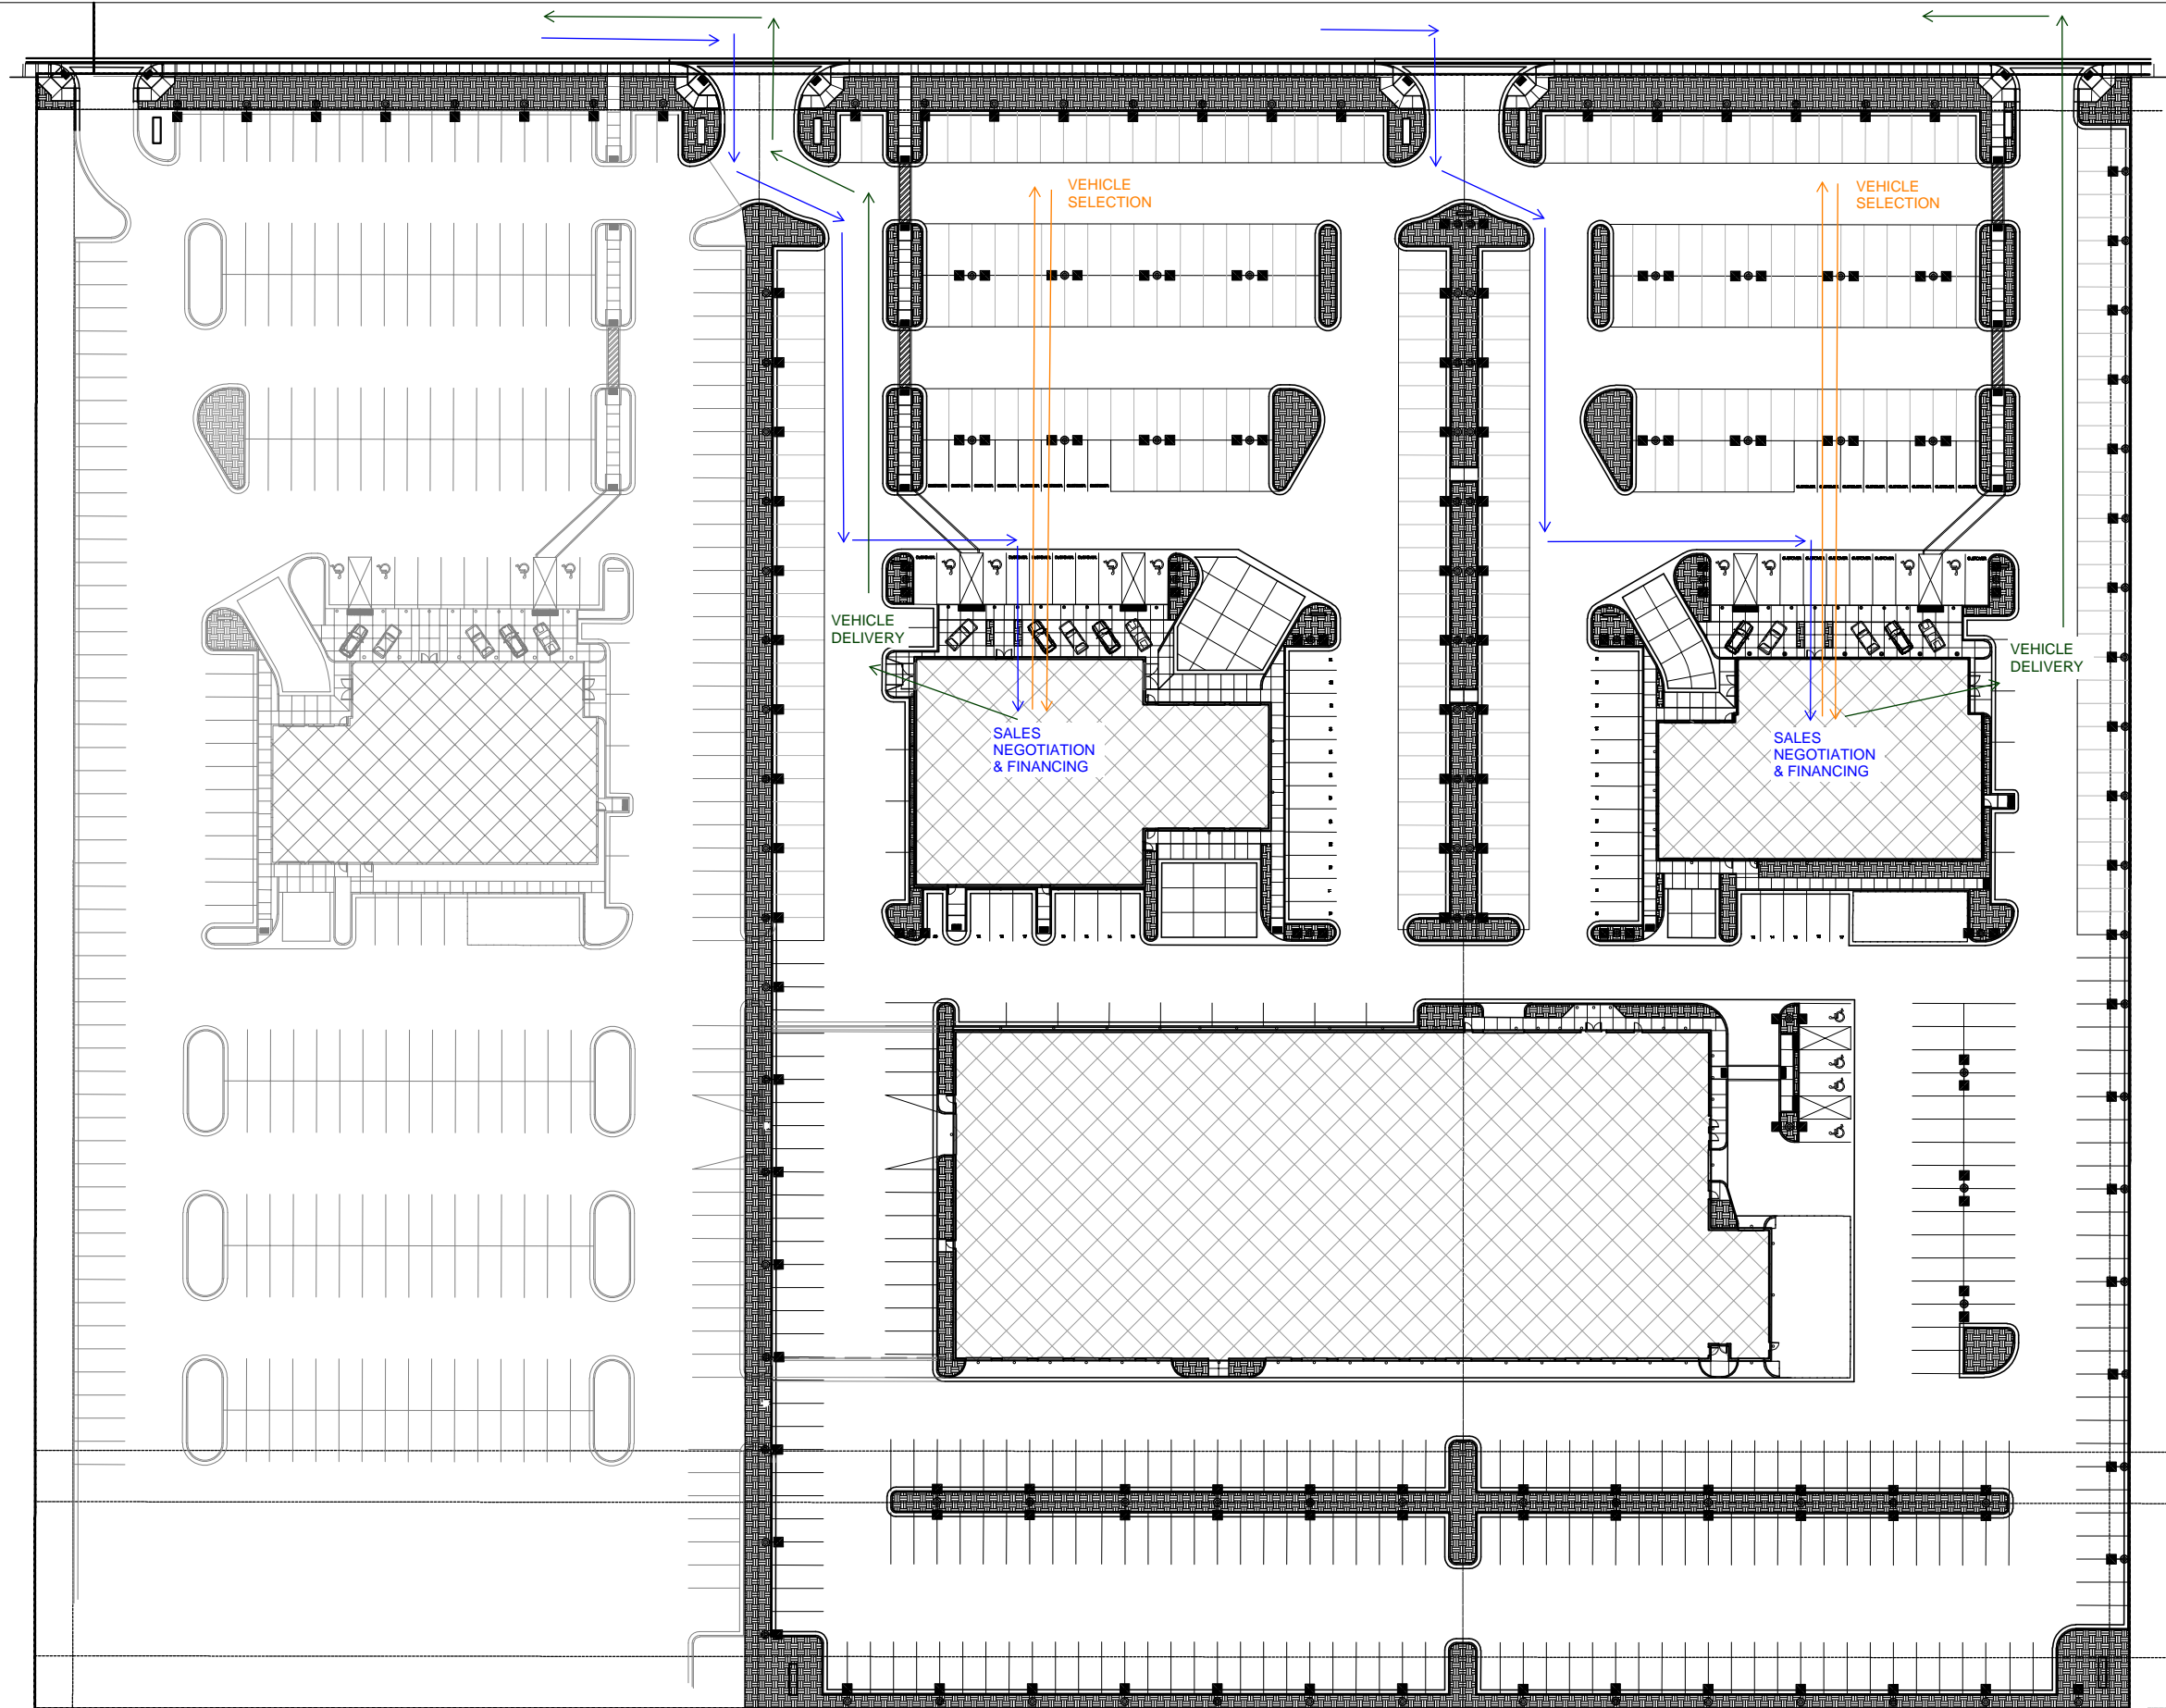 VEHICLE
SELECTION
VEHICLE
SELECTION
VEHICLE
DELIVERY
VEHICLE
DELIVERY
SALES
NEGOTIATION
& FINANCING
SALES
NEGOTIATION
& FINANCING